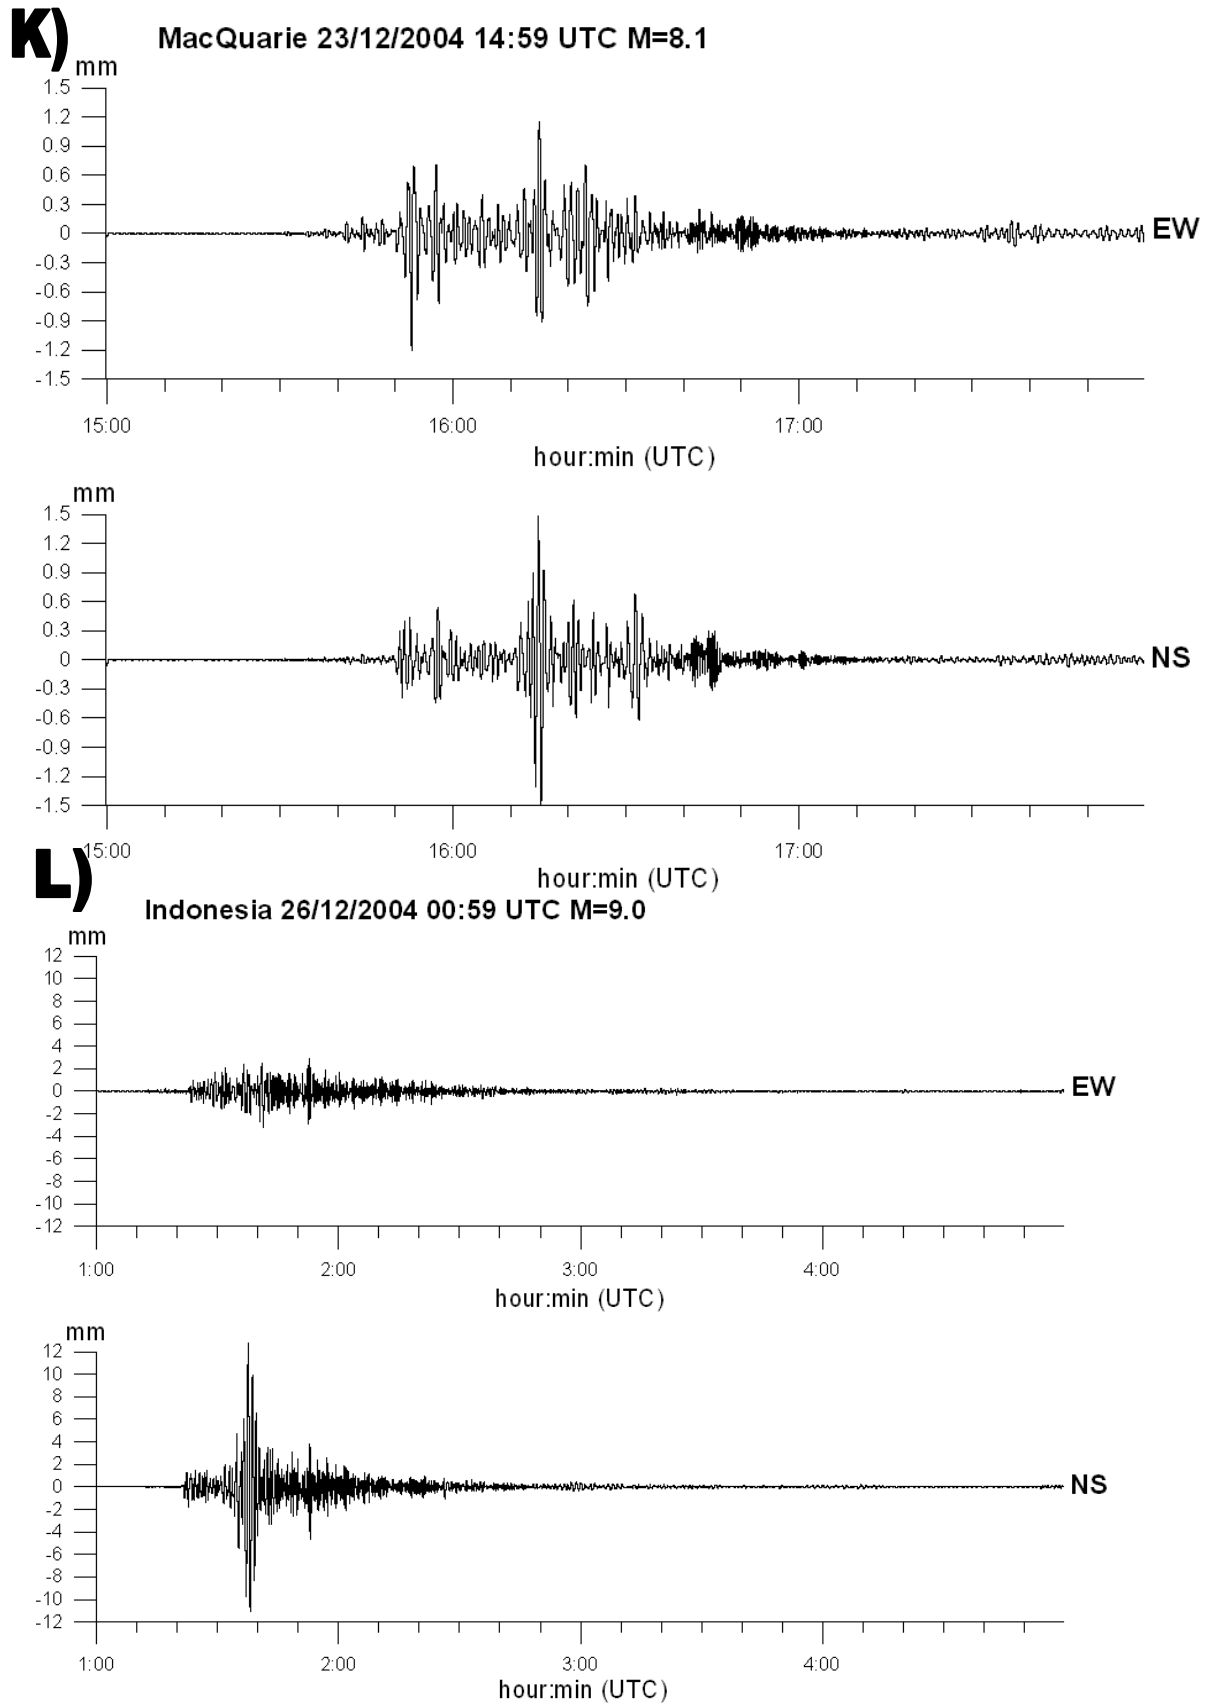 K)
MacQuarie 23/12/2004 14:59 UTC M=8.1
mm
1.5
1.2
0.9
0.6
0.3
0
-0.3
-0.6
-0.9
-1.2
-1.5
EW
15:00 16:00 17:00
hour:min (UTC)
mm
1.5
1.2
0.9
0.6
0.3
0
-0.3
-0.6
-0.9
-1.2
-1.5
NS
15:00 16:00 17:00
hour:min (UTC)
L)
Indonesia 26/12/2004 00:59 UTC M=9.0
mm
12
10
8
6
4
2
0
-2
-4
-6
-8
-10
-12
EW
1:00 2:00 3:00 4:00
hour:min (UTC)
mm
12
10
8
6
4
2
0
-2
-4
-6
-8
-10
-12
NS
1:00 2:00 3:00 4:00
hour:min (UTC)